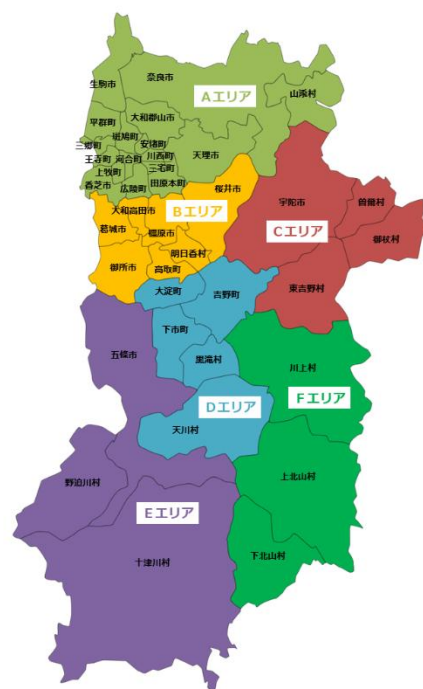 奈良市
生駒市
Aエリア
山添村
平群町
大和郡山市
斑鳩町
安堵町
三郷町
川西町
天理市
王寺町
河合町
三宅町
上牧町
田原本町
香芝市
広陵町
桜井市
宇陀市
曽爾村
大和高田市
Bエリア
葛城市
橿原市
Cエリア
御杖村
明日香村
御所市
高取町
大淀町
吉野町
東吉野村
下市町
五條市
黒滝村
川上村
Fエリア
Dエリア
天川村
上北山村
野迫川村
Eエリア
下北山村
十津川村